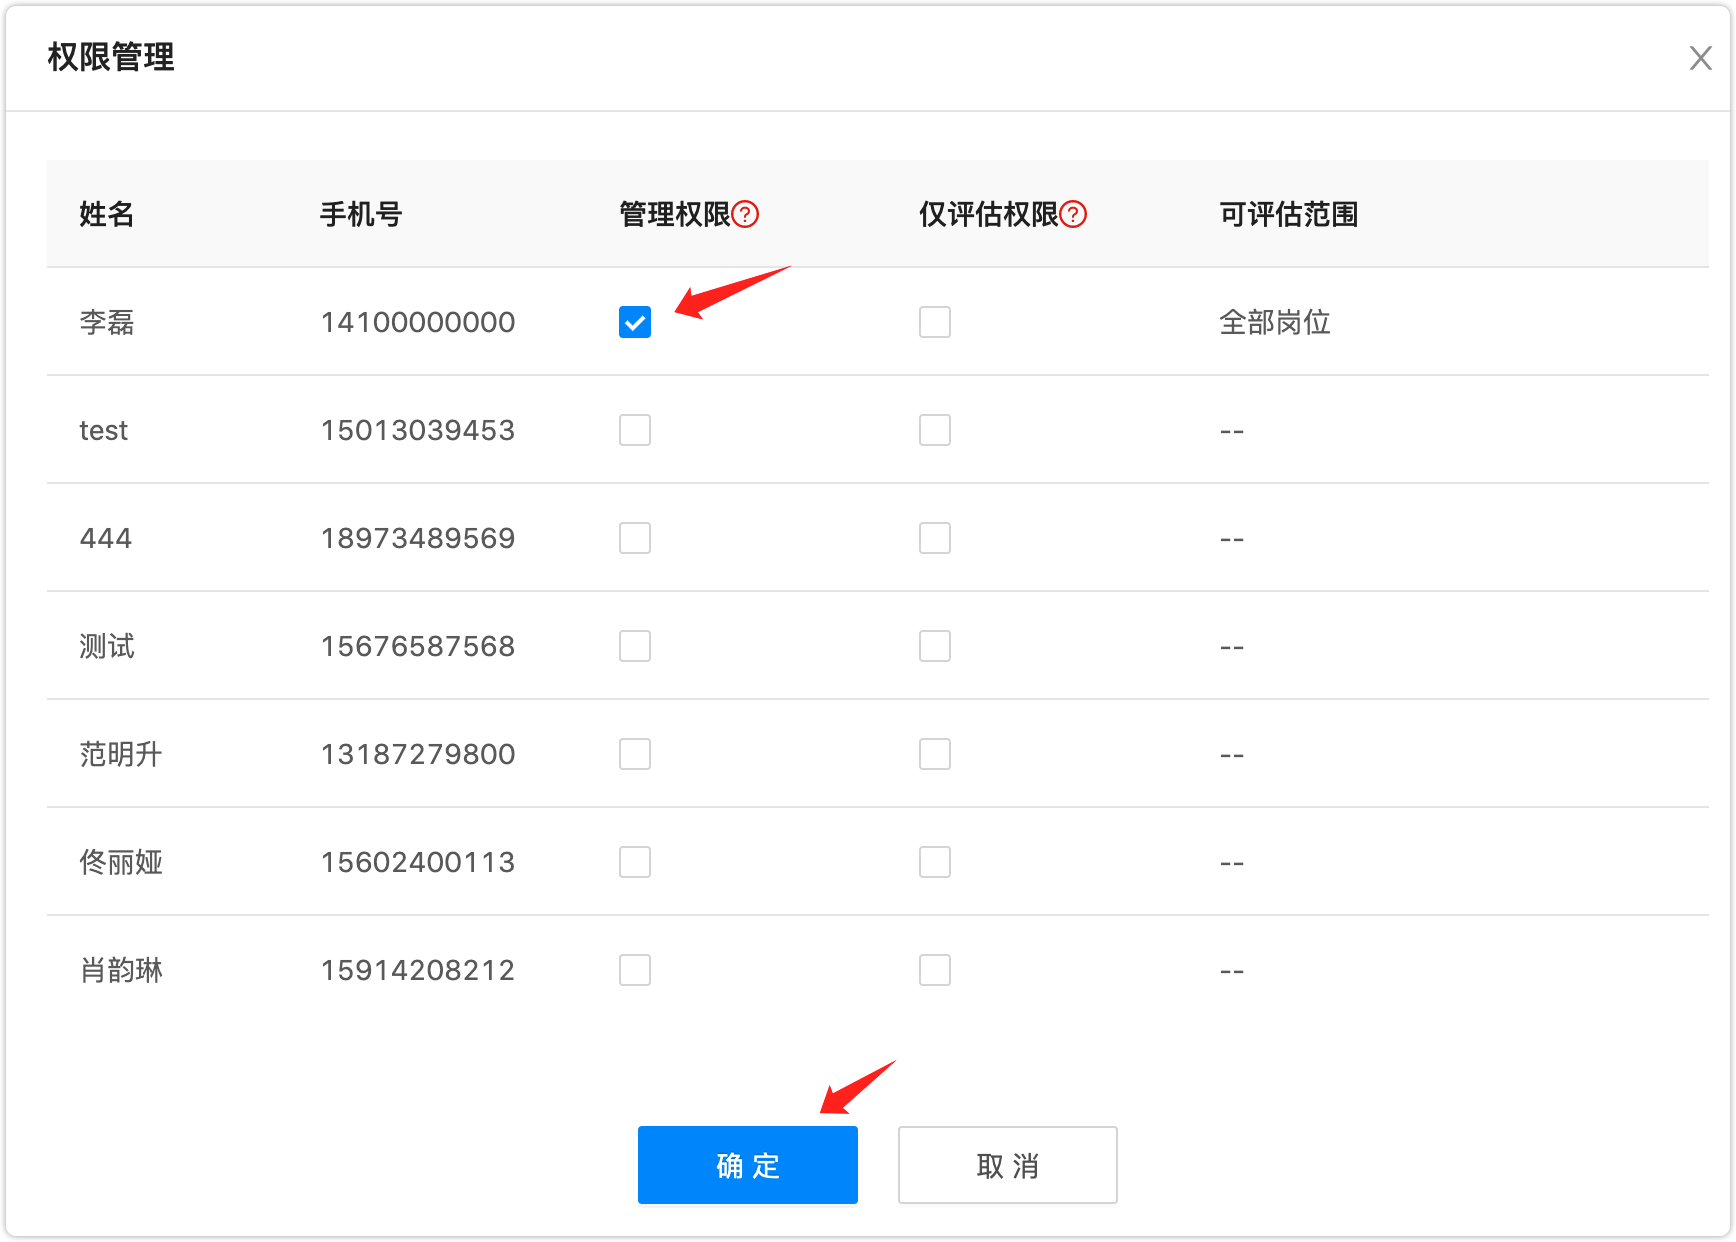 权限管理
姓名 手机号 管理权限? 仅评估权限? 可评估范围
李磊 14100000000 全部岗位
test 15013039453 --
444 18973489569 --
测试 15676587568 --
范明升 13187279800 --
佟丽娅 15602400113 --
肖韵琳 15914208212 --
确 定 取 消